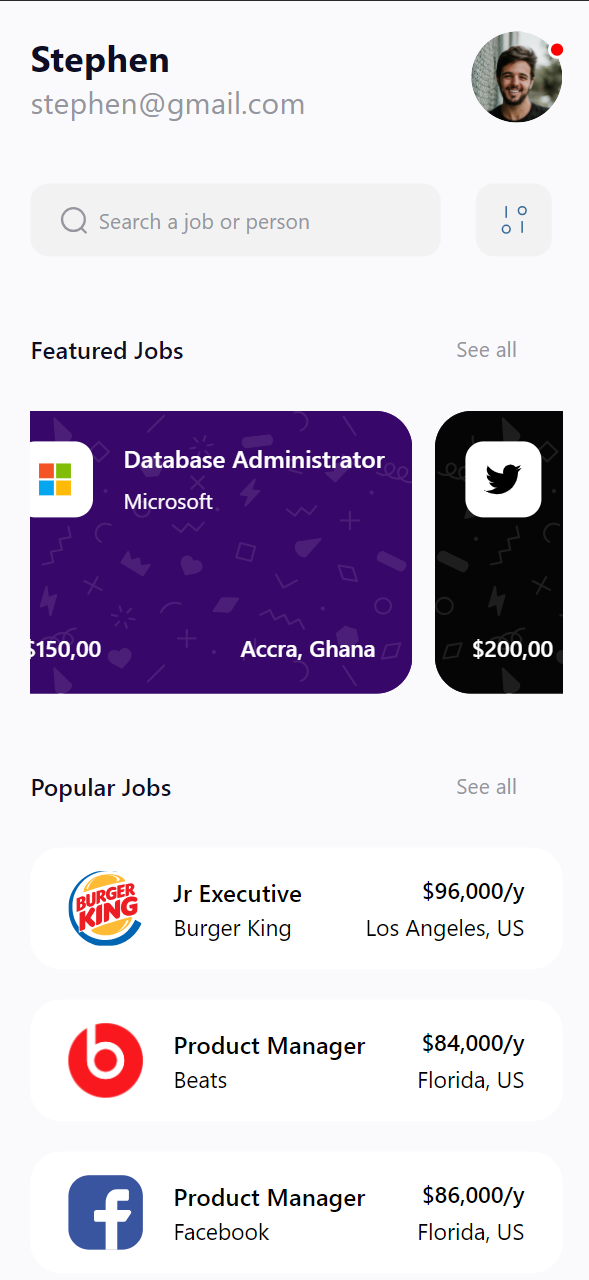 Stephen
stephen@gmail.com
Search a job or person
Featured Jobs See all
Database Administrator
Microsoft
$150,00 Accra, Ghana
$200,00
Popular Jobs See all
BURGER
KING
Jr Executive $96,000/y
Burger King Los Angeles, US
b
Product Manager $84,000/y
Beats Florida, US
f
Product Manager $86,000/y
Facebook Florida, US